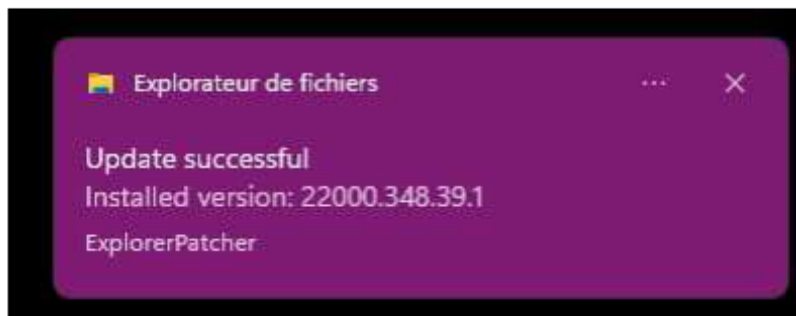 Explorateur de fichiers
Update successful
Installed version: 22000.348.39.1
ExplorerPatcher